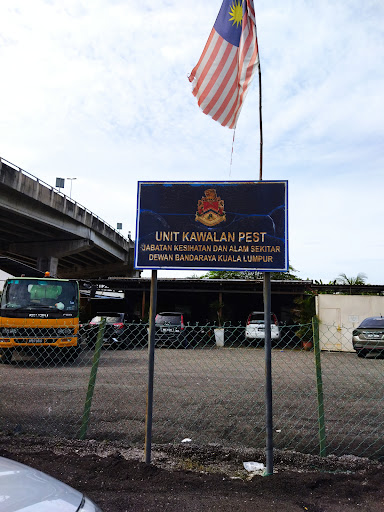 UNIT KAWALAN PEST
JABATAN KESIHATAN DAN ALAM SEKITAR
DEWAN BANDARAYA KUALA LUMPUR